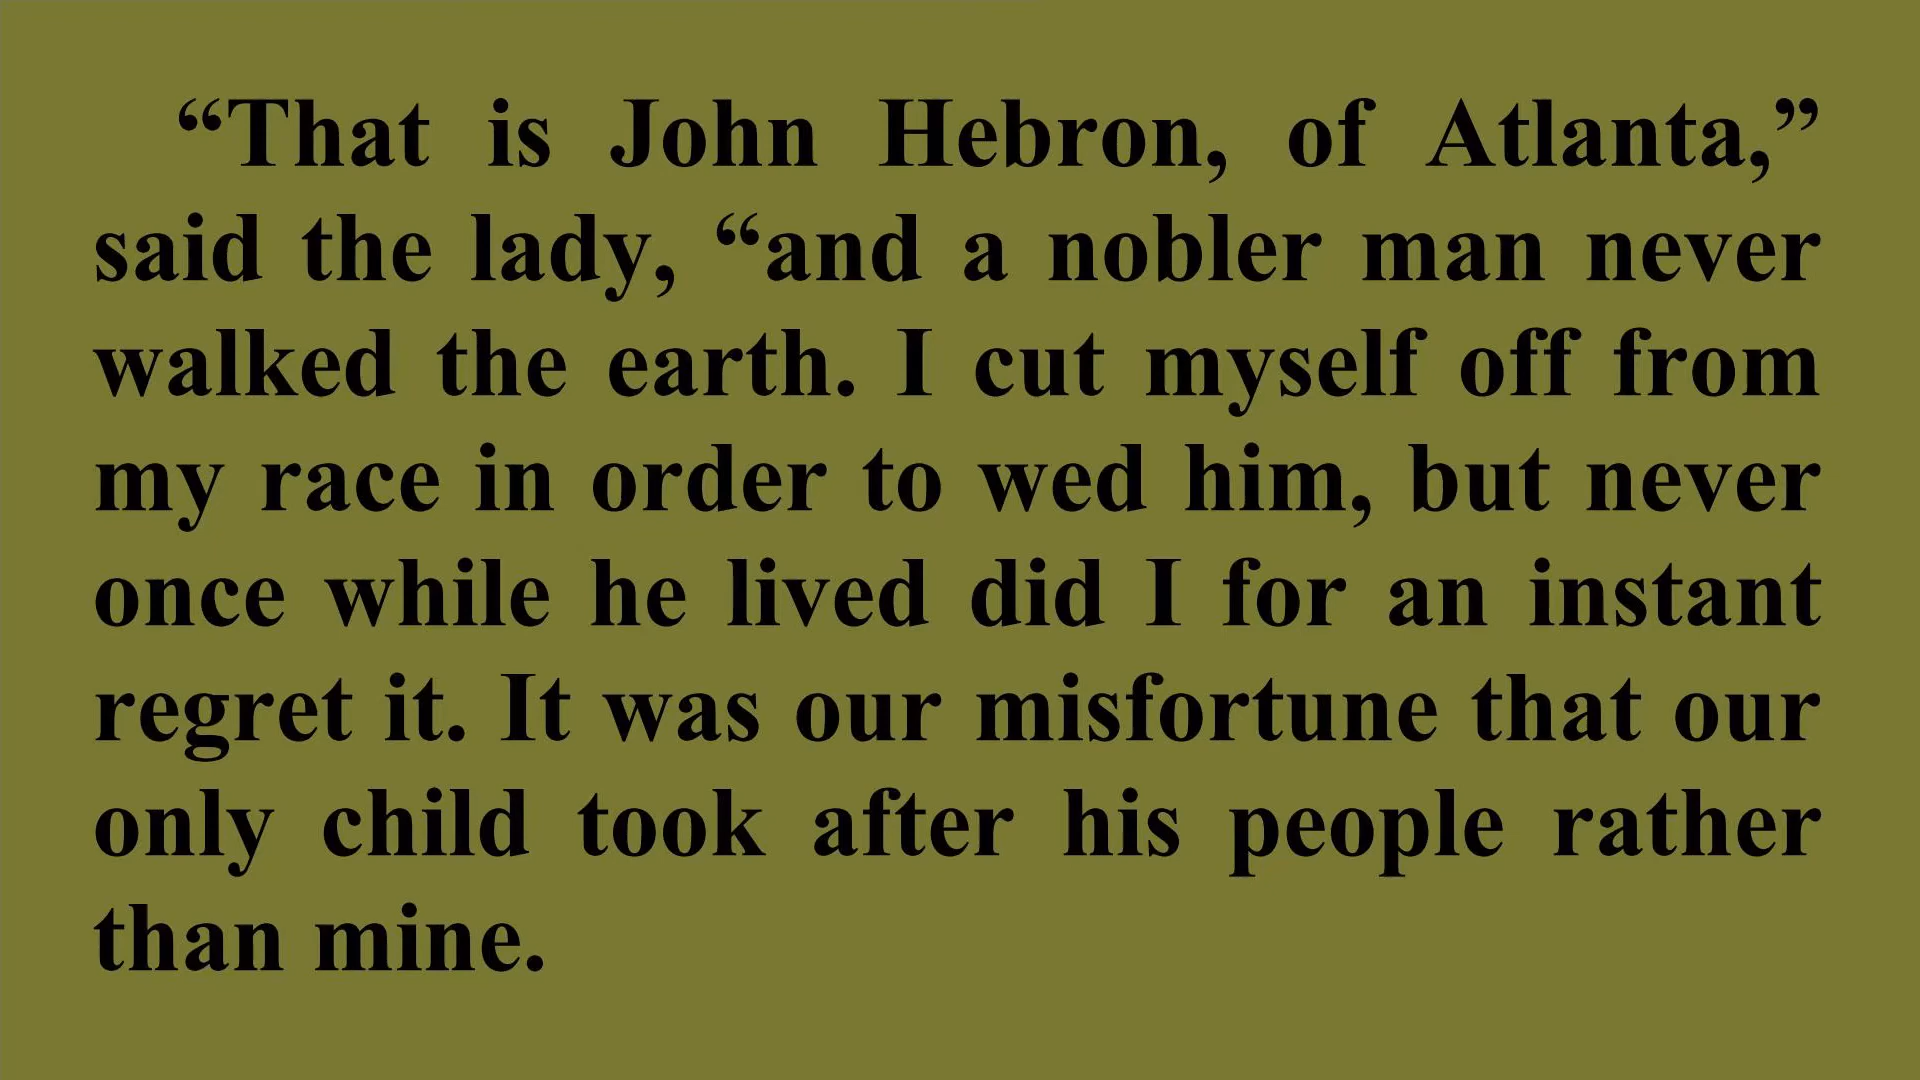 “That is John Hebron, of Atlanta,”
said the lady, “and a nobler man never
walked the earth. I cut myself off from
my race in order to wed him, but never
once while he lived did I for an instant
regret it. It was our misfortune that our
only child took after his people rather
than mine.